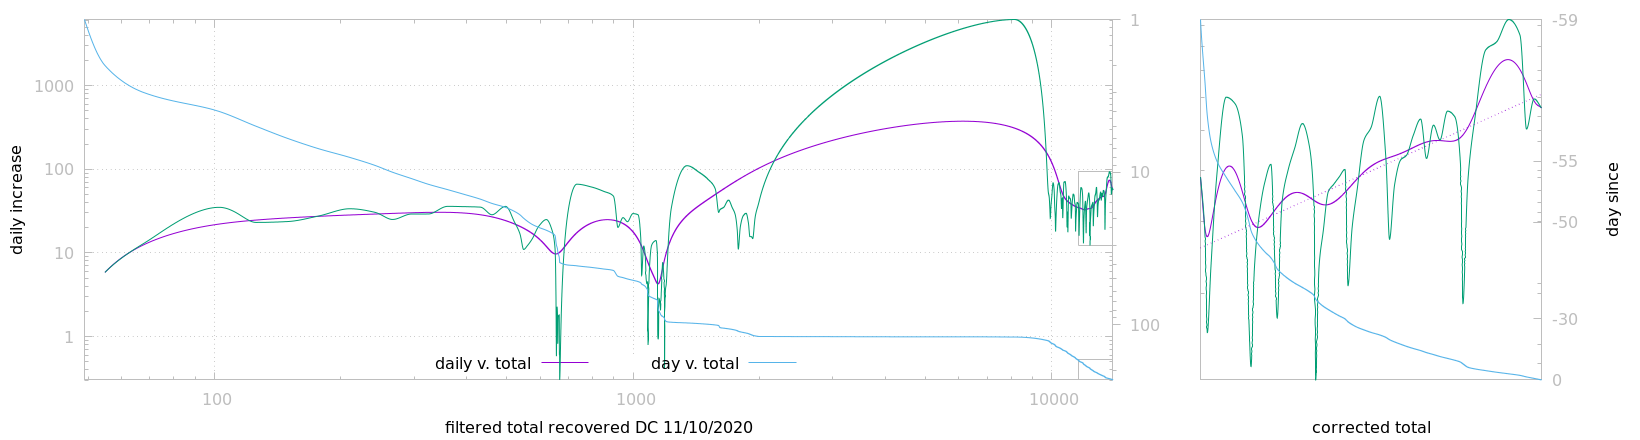 daily increase
1000
100
10
1
daily v. total
day v. total
100
1000
10000
filtered total recovered DC 11/10/2020
1
10
100
-59
-55
-50
-30
0
day since
corrected total